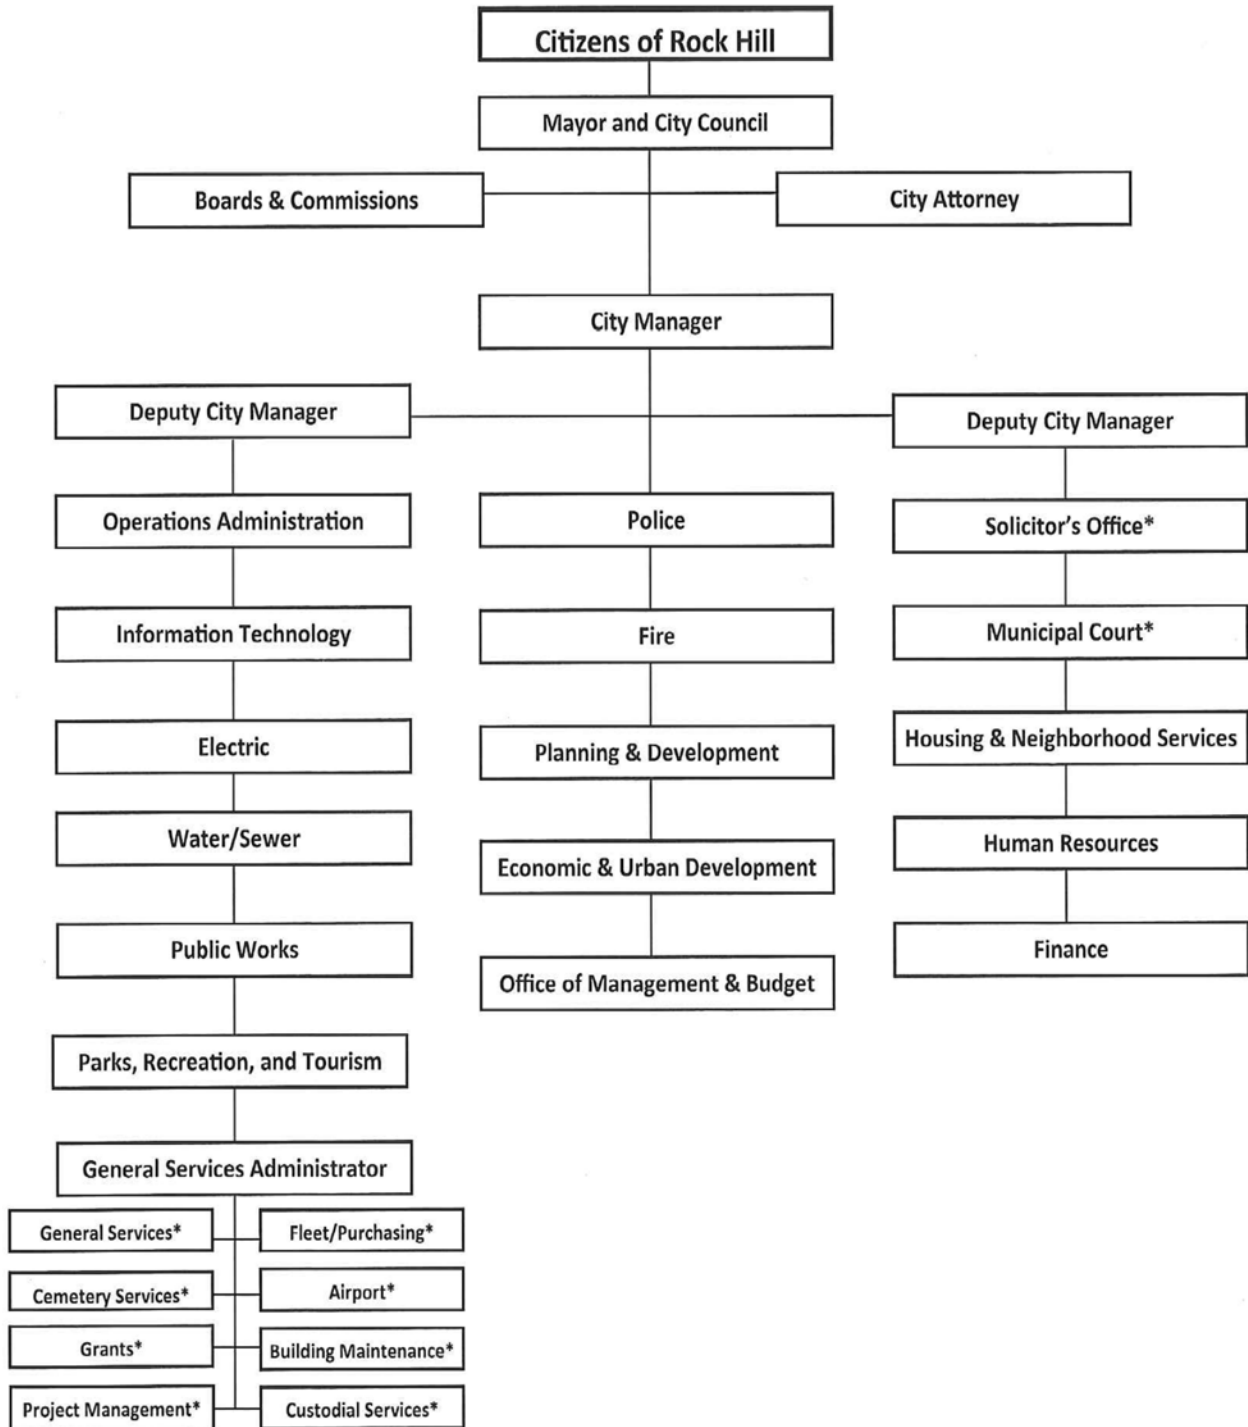 Citizens of Rock Hill
Mayor and City Council
Boards & Commissions
City Attorney
City Manager
Deputy City Manager
Deputy City Manager
Operations Administration
Police
Solicitor’s Office*
Information Technology
Fire
Municipal Court*
Electric
Planning & Development
Housing & Neighborhood Services
Water/Sewer
Economic & Urban Development
Human Resources
Public Works
Office of Management & Budget
Finance
Parks, Recreation, and Tourism
General Services Administrator
General Services*
Fleet/Purchasing*
Cemetery Services*
Airport*
Grants*
Building Maintenance*
Project Management*
Custodial Services*